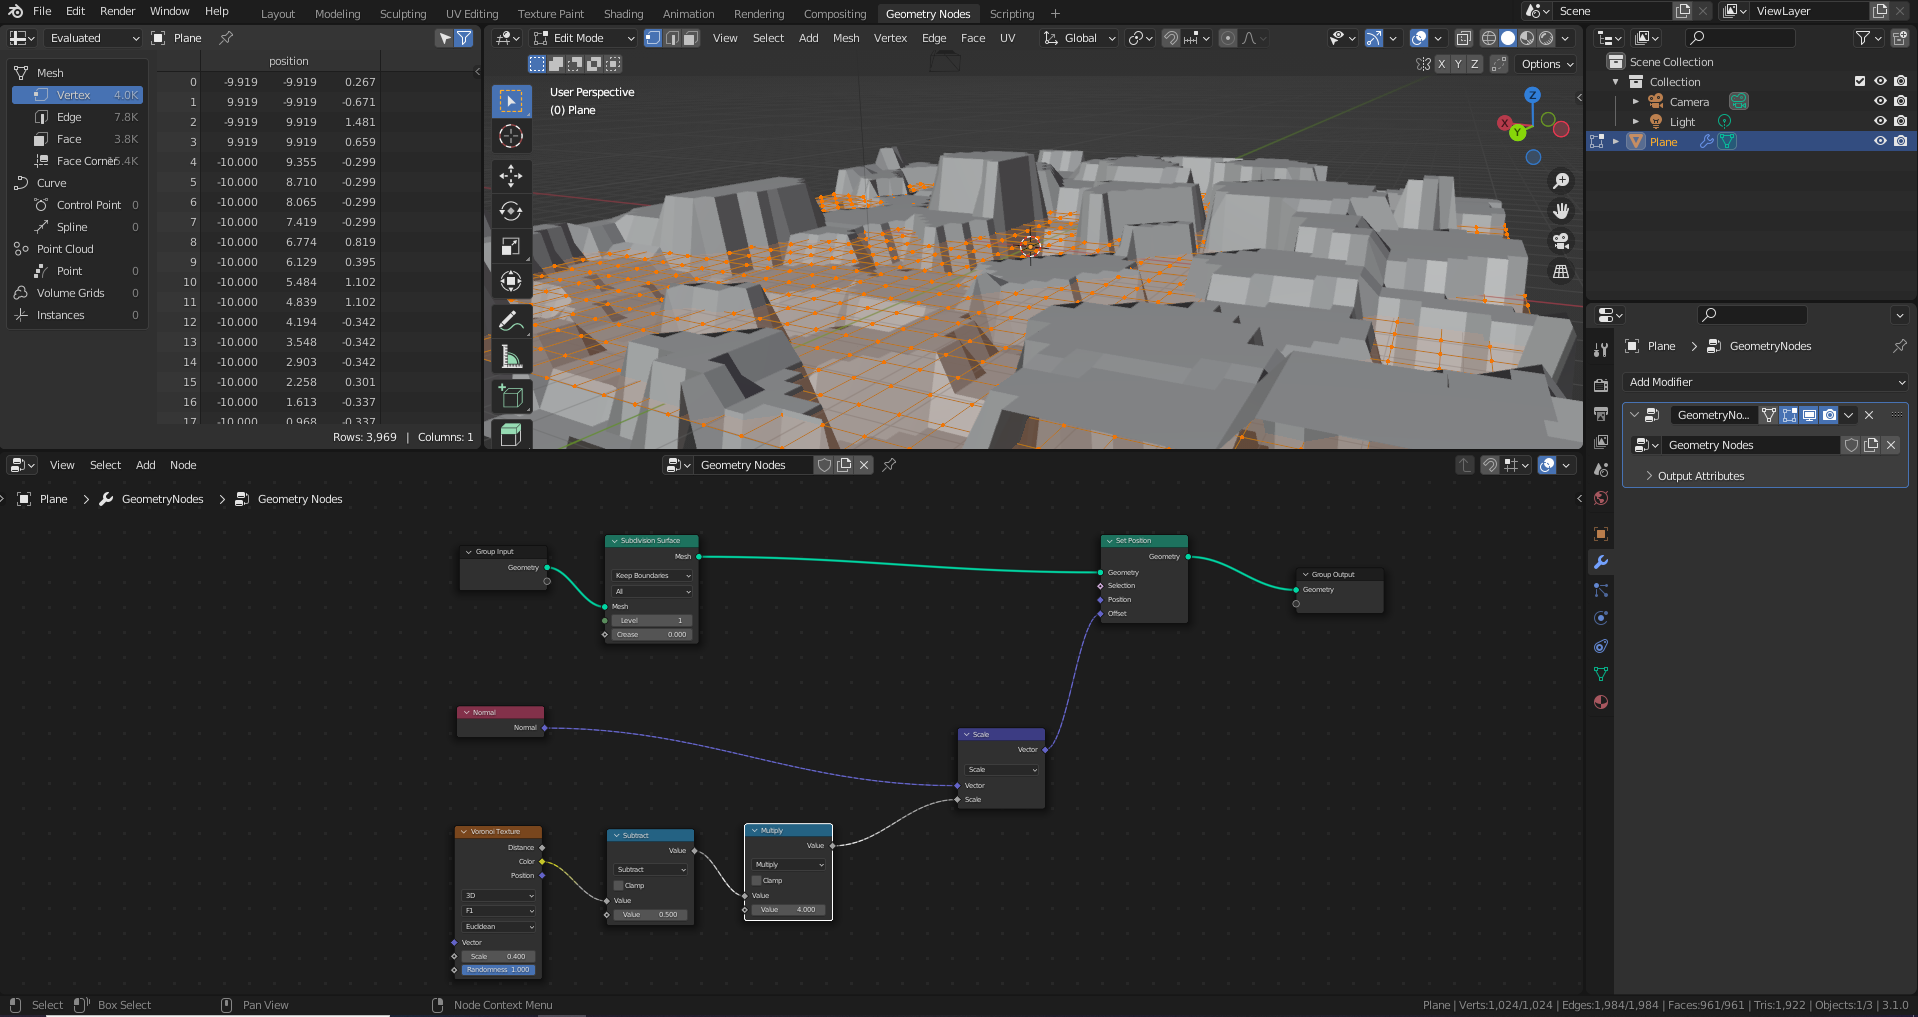 File Edit Render Window Help Layout Modeling Sculpting UV Editing Texture Paint Shading Animation Rendering Compositing Geometry Nodes Scripting + Scene ViewLayer
Evaluated Plane
Edit Mode View Select Add Mesh Vertex Edge Face UV Global
X Y Z Options
position
Mesh
Vertex 4.0K
Edge 7.8K
Face 3.8K
Face Corner 5.4K
Curve
Control Point 0
Spline 0
Point Cloud
Point 0
Volume Grids 0
Instances 0
0 -9.919 -9.919 0.267
1 9.919 -9.919 -0.671
2 -9.919 9.919 1.481
3 9.919 9.919 0.659
4 -10.000 9.355 -0.299
5 -10.000 8.710 -0.299
6 -10.000 8.065 -0.299
7 -10.000 7.419 -0.299
8 -10.000 6.774 0.819
9 -10.000 6.129 0.395
10 -10.000 5.484 1.102
11 -10.000 4.839 1.102
12 -10.000 4.194 -0.342
13 -10.000 3.548 -0.342
14 -10.000 2.903 -0.342
15 -10.000 2.258 0.301
16 -10.000 1.613 -0.337
17 -10.000 0.968 -0.337
Rows: 3,969 | Columns: 1
User Perspective
(0) Plane
Z
X
Y
Scene Collection
Collection
Camera
Light
Plane
Plane > GeometryNodes
Add Modifier
GeometryNo...
Geometry Nodes
Output Attributes
View Select Add Node Geometry Nodes
Plane > GeometryNodes > Geometry Nodes
Group Input
Geometry
Subdivision Surface
Mesh
Keep Boundaries
All
Mesh
Level 1
Crease 0.000
Set Position
Geometry
Geometry
Selection
Position
Offset
Group Output
Geometry
Normal
Normal
Scale
Vector
Scale
Vector
Scale
Voronoi Texture
Distance
Color
Position
3D
F1
Euclidean
Vector
Scale 0.400
Randomness 1.000
Subtract
Value
Subtract
Clamp
Value
Value 0.500
Multiply
Value
Multiply
Clamp
Value
Value 4.000
Select Box Select Pan View Node Context Menu
Plane | Verts:1,024/1,024 | Edges:1,984/1,984 | Faces:961/961 | Tris:1,922 | Objects:1/3 | 3.1.0